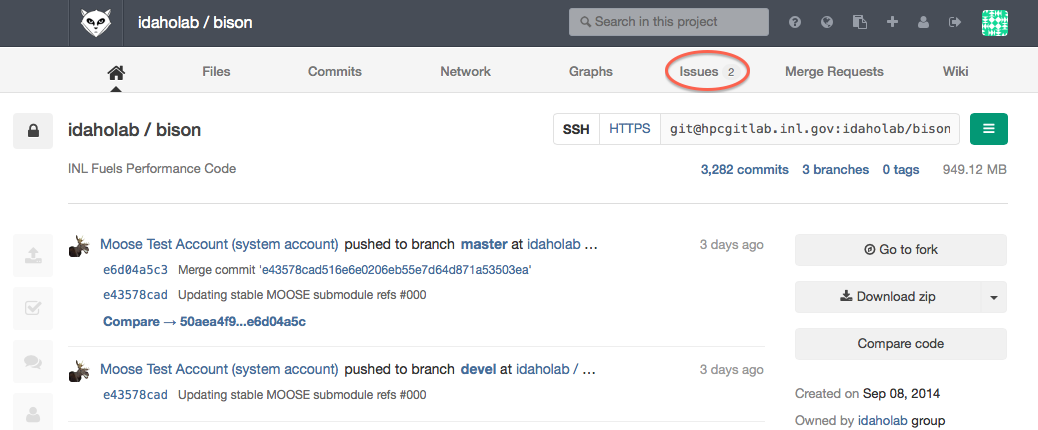 idaholab / bison
Search in this project
Files Commits Network Graphs Issues 2 Merge Requests Wiki
idaholab / bison
SSH HTTPS git@hpcgitlab.inl.gov:idaholab/bison
INL Fuels Performance Code
3,282 commits 3 branches 0 tags 949.12 MB
Moose Test Account (system account) pushed to branch master at idaholab ... 3 days ago
e6d04a5c3 Merge commit 'e43578cad516e6e0206eb55e7d64d871a53503ea'
e43578cad Updating stable MOOSE submodule refs #000
Compare → 50aea4f9...e6d04a5c
Go to fork
Download zip
Compare code
Moose Test Account (system account) pushed to branch devel at idaholab / ... 3 days ago
e43578cad Updating stable MOOSE submodule refs #000
Created on Sep 08, 2014
Owned by idaholab group